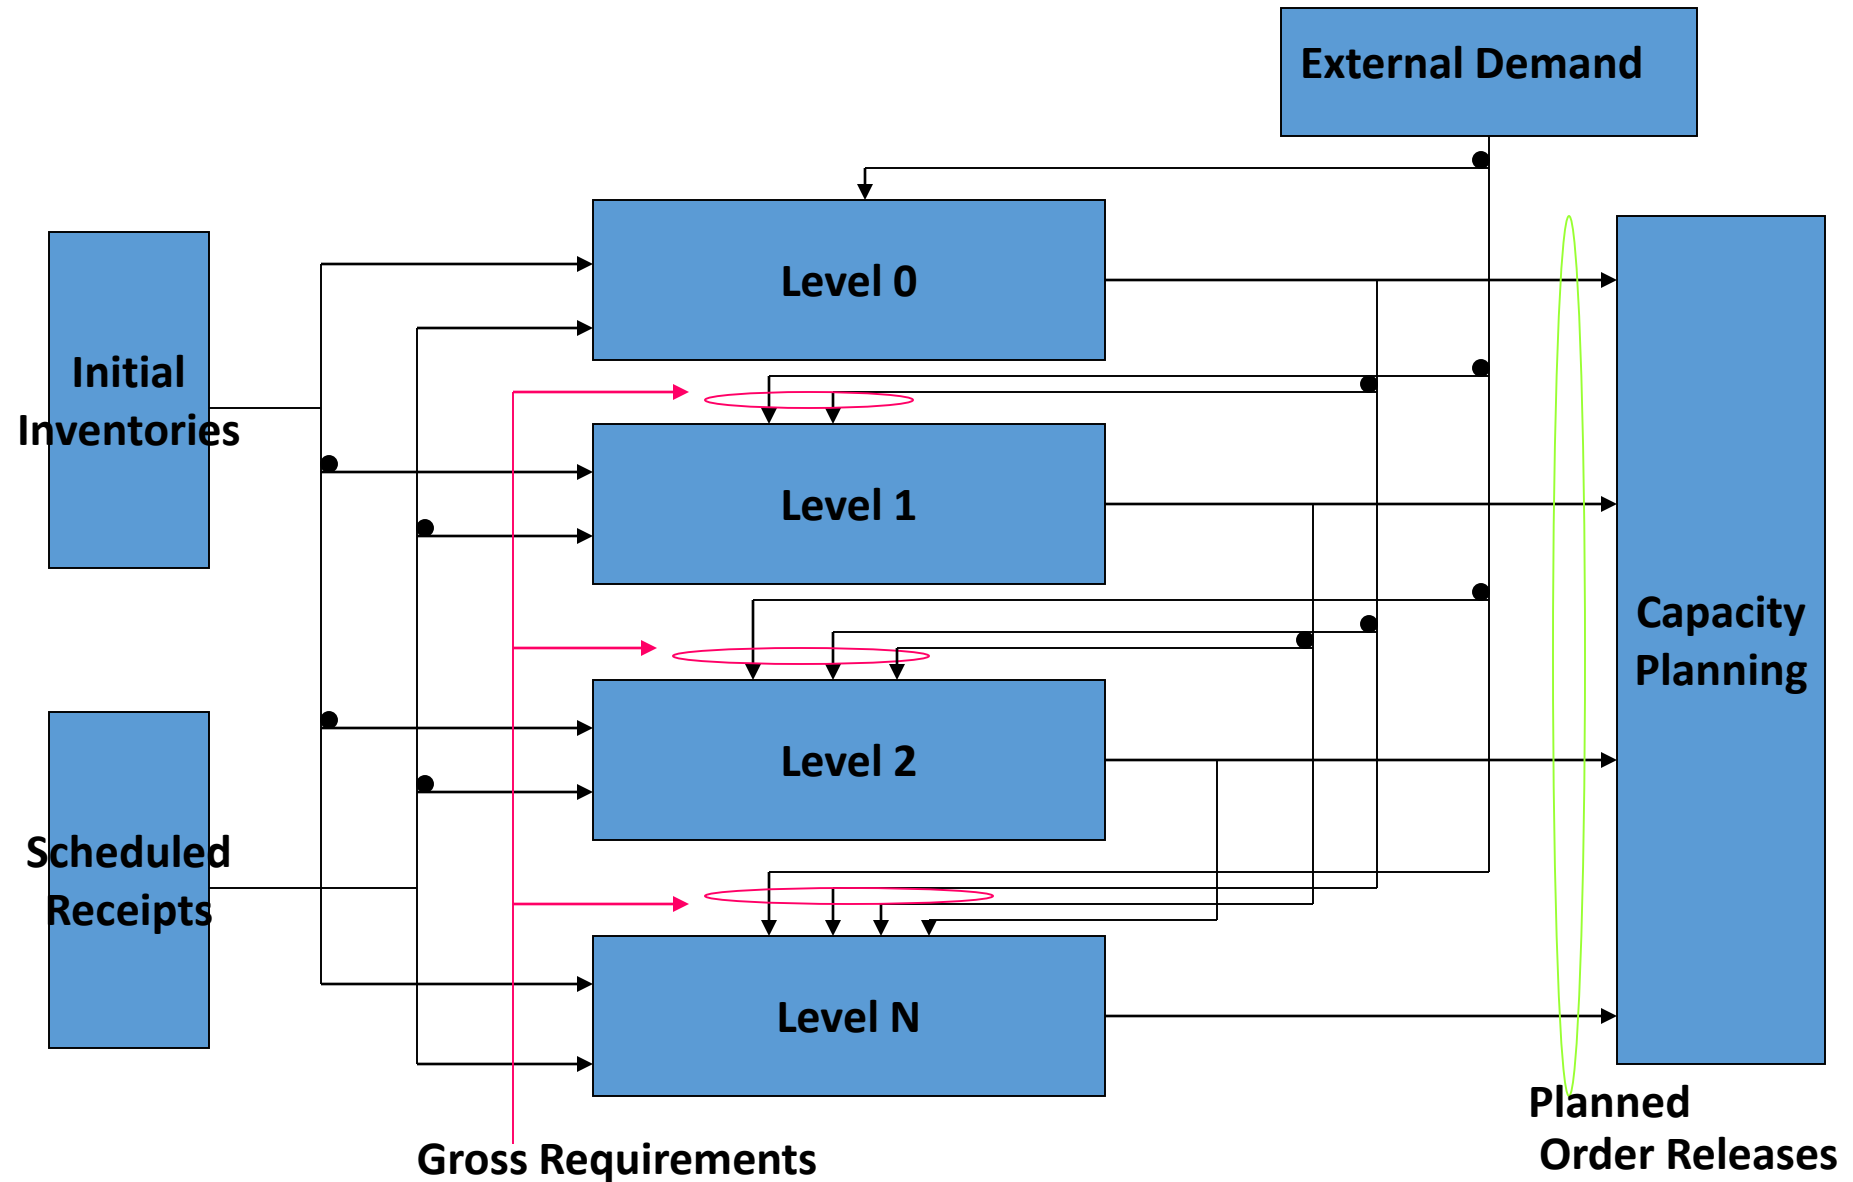 External Demand
Level 0
Initial
Inventories
Level 1
Capacity
Planning
Level 2
Scheduled
Receipts
Level N
Planned
Order Releases
Gross Requirements